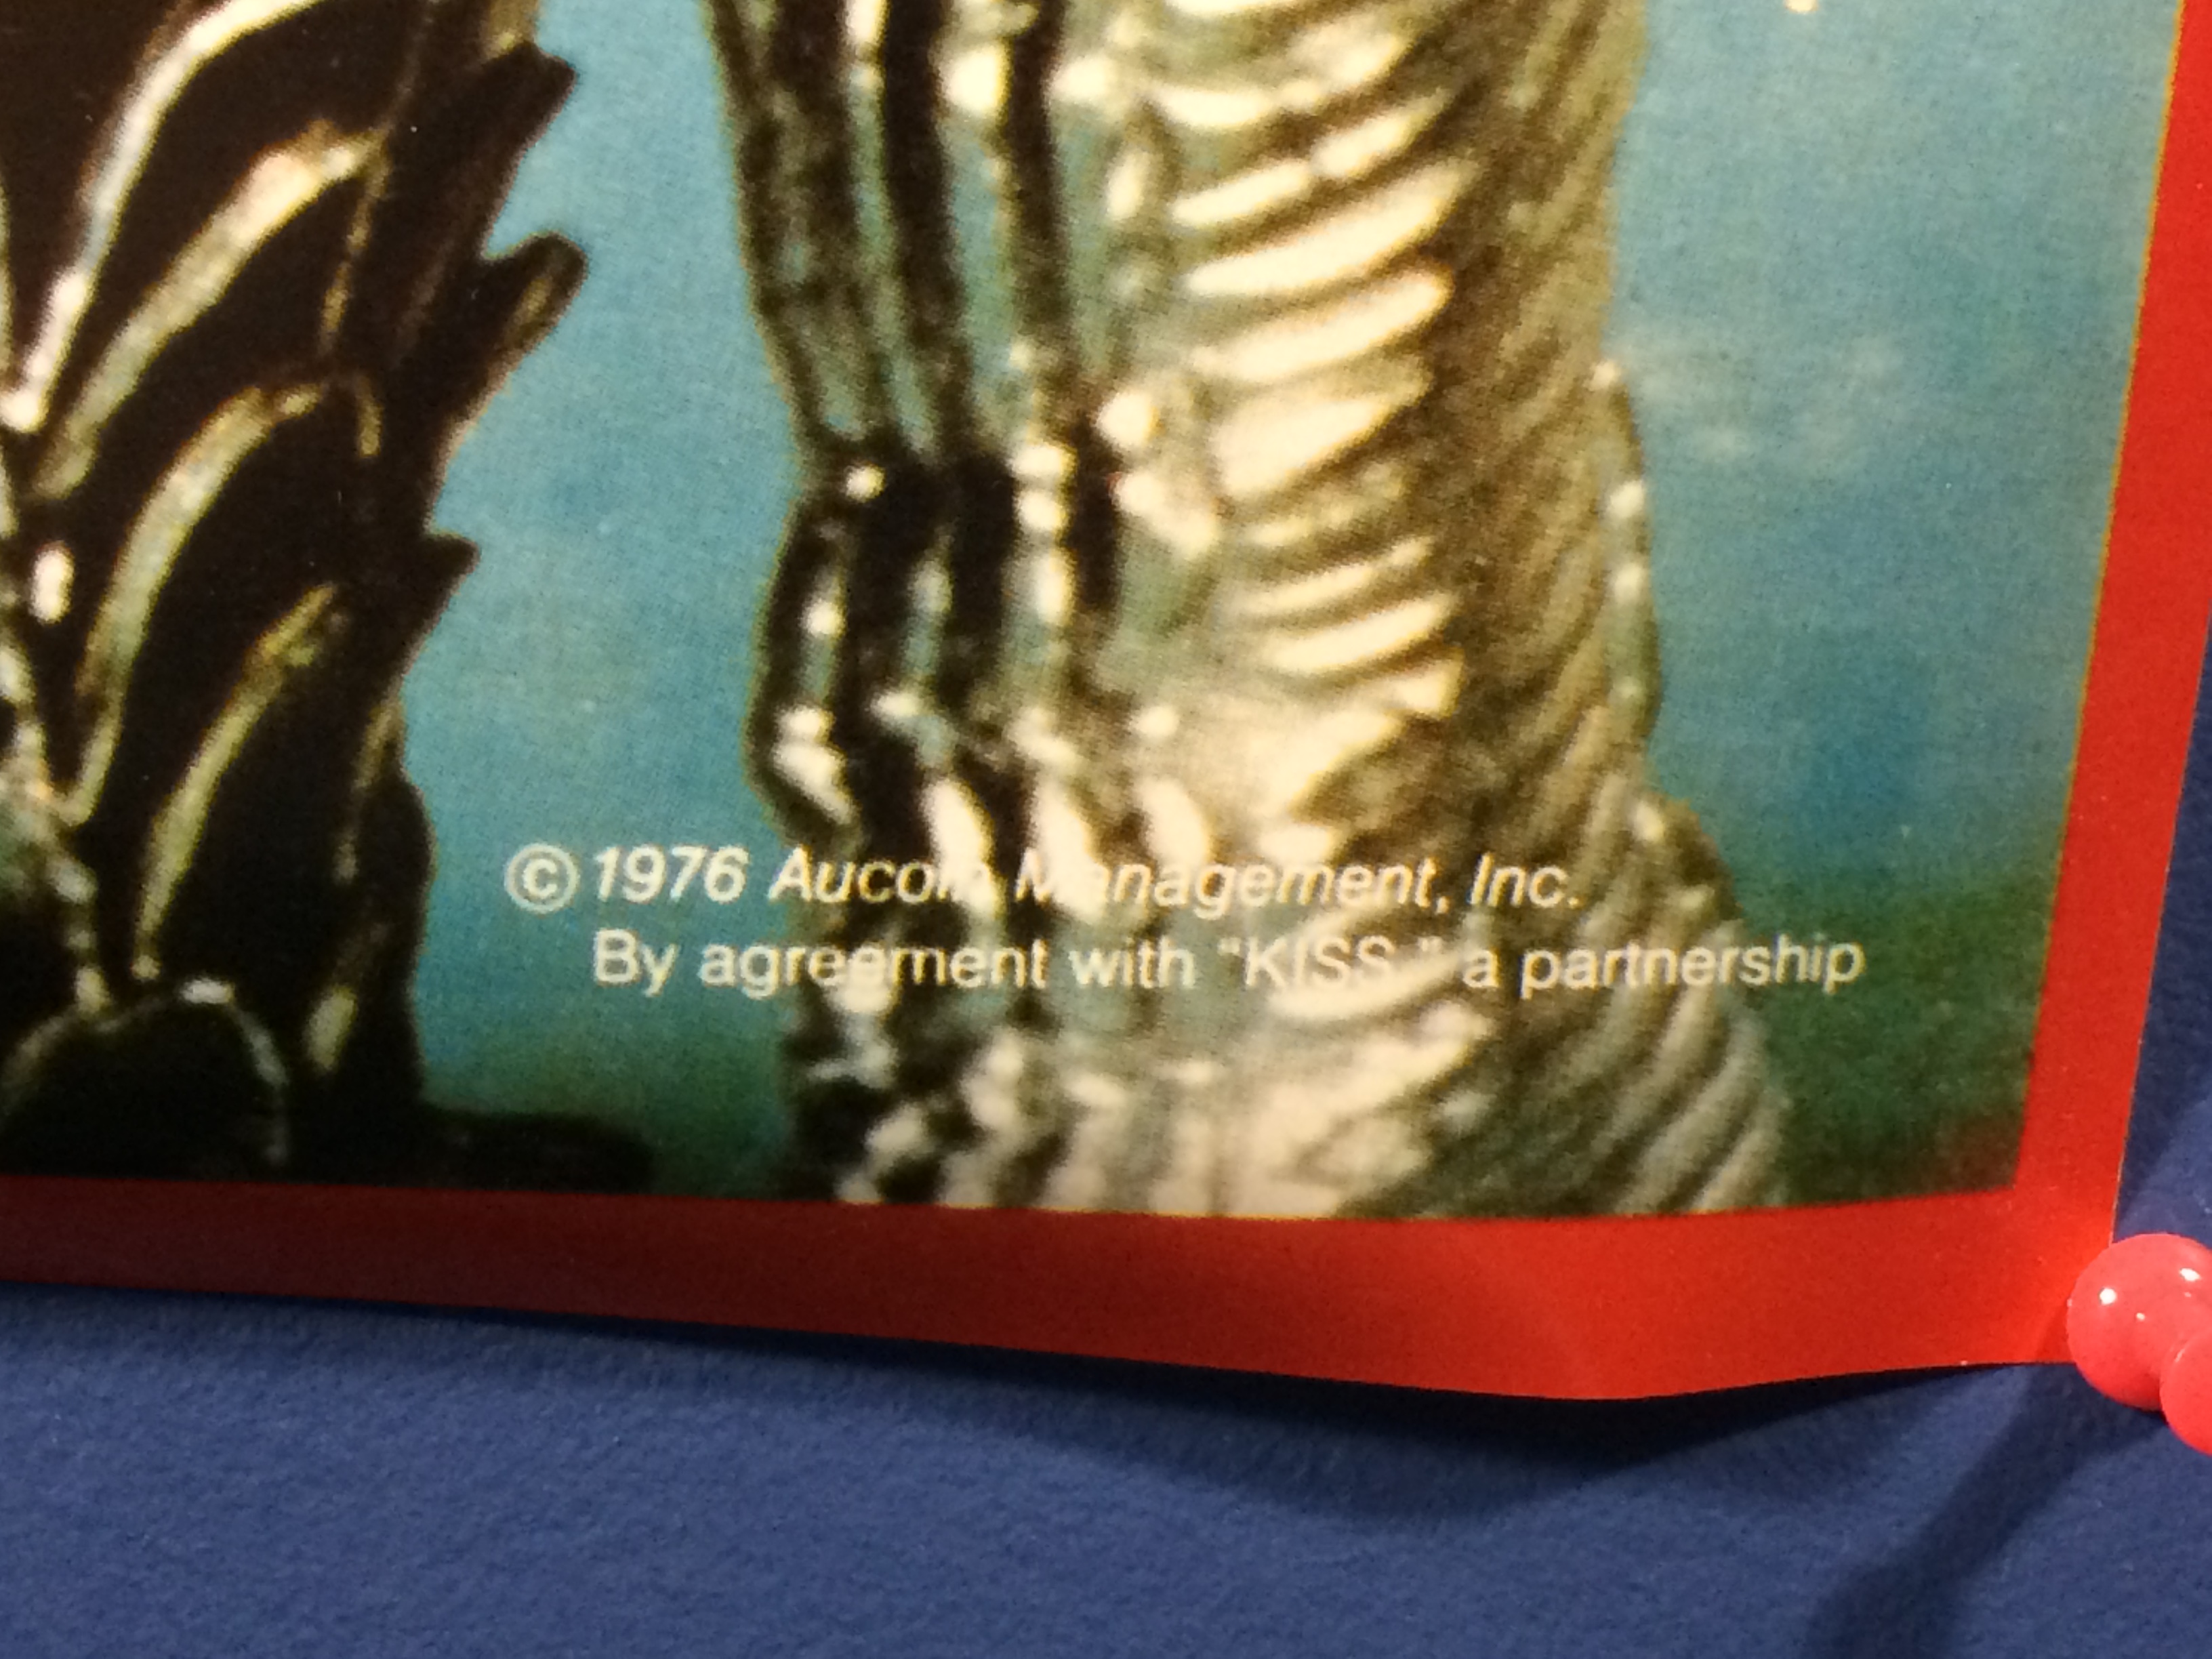 ©1976 Aucoin Management, Inc.
By agreement with “KISS,” a partnership